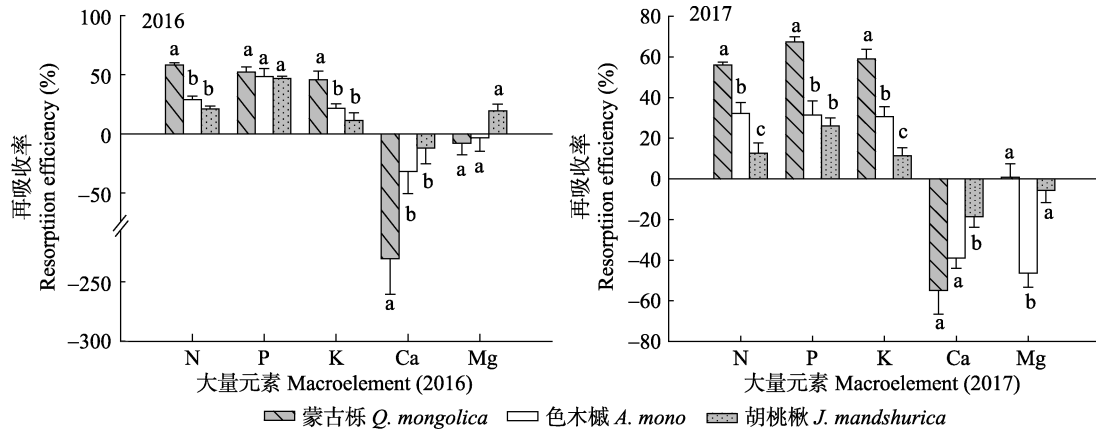 2016
再吸收率
Resorptiion efficiency (%)
100
50
0
−50
−250
−300
a
b
b
a
a
a
a
b
b
a
b
b
a
a
a
N
P
K
Ca
Mg
大量元素 Macroelement (2016)
2017
再吸收率
Resorptiion efficiency (%)
80
60
40
20
0
−20
−40
−60
−80
a
b
c
a
b
b
a
b
c
a
a
b
a
b
a
N
P
K
Ca
Mg
大量元素 Macroelement (2017)
蒙古栎 Q. mongolica 色木槭 A. mono 胡桃楸 J. mandshurica